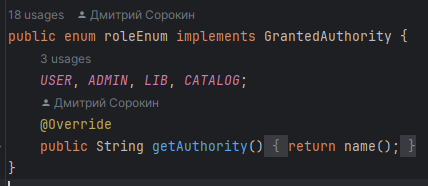 18 usages Дмитрий Сорокин
public enum roleEnum implements GrantedAuthority {
3 usages
USER, ADMIN, LIB, CATALOG;
Дмитрий Сорокин
@Override
public String getAuthority() { return name(); }
}